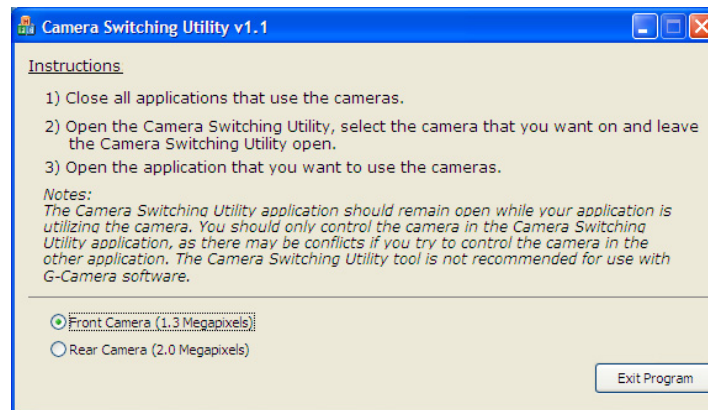 Camera Switching Utility v1.1
Instructions
1) Close all applications that use the cameras.
2) Open the Camera Switching Utility, select the camera that you want on and leave
the Camera Switching Utility open.
3) Open the application that you want to use the cameras.
Notes:
The Camera Switching Utility application should remain open while your application is
utilizing the camera. You should only control the camera in the Camera Switching
Utility application, as there may be conflicts if you try to control the camera in the
other application. The Camera Switching Utility tool is not recommended for use with
G-Camera software.
Front Camera (1.3 Megapixels)
Rear Camera (2.0 Megapixels)
Exit Program